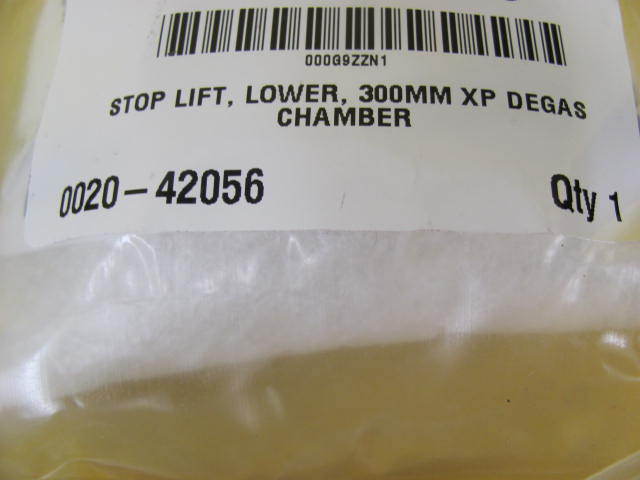 000G9ZZN1
STOP LIFT, LOWER, 300MM XP DEGAS
CHAMBER
0020-42056
Qty 1